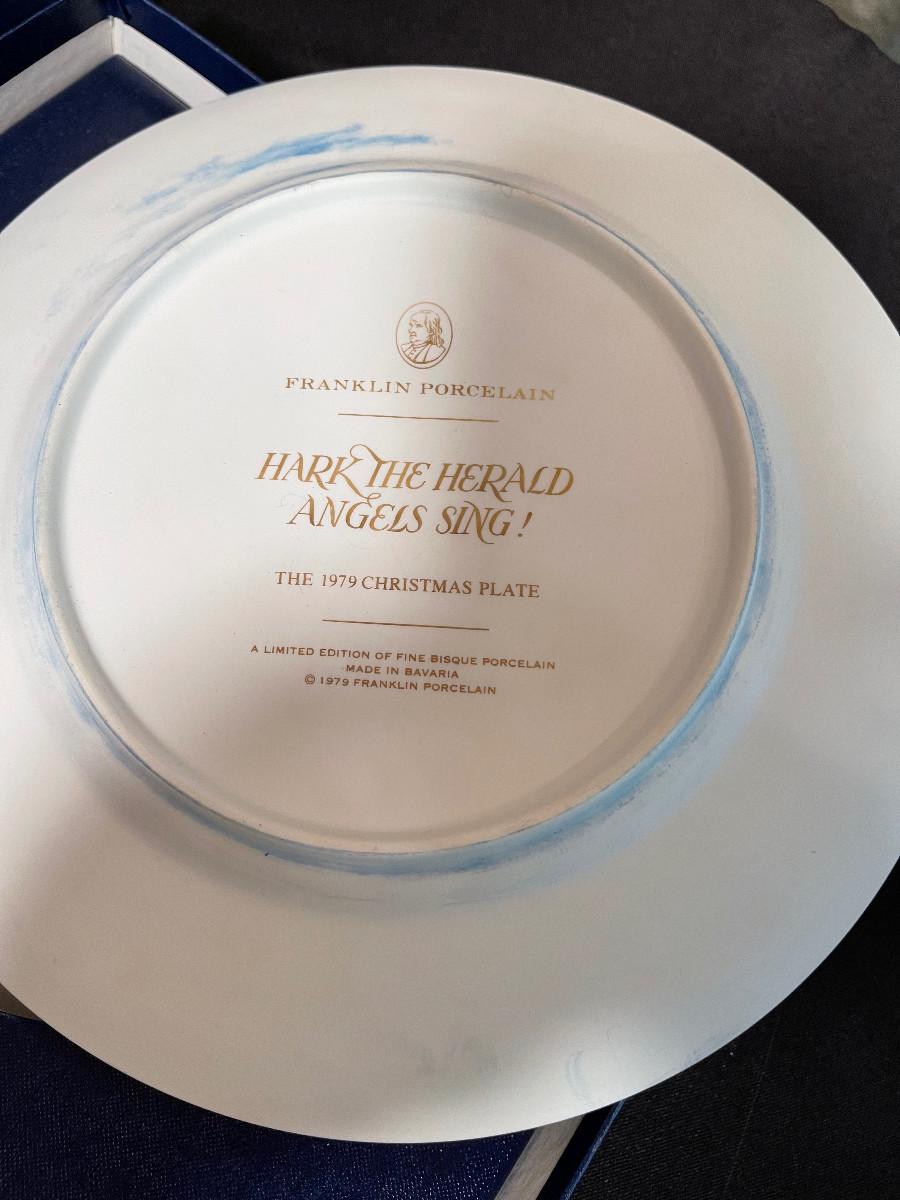 FRANKLIN PORCELAIN
HARK THE HERALD
ANGELS SING!
THE 1979 CHRISTMAS PLATE
A LIMITED EDITION OF FINE BISQUE PORCELAIN
MADE IN BAVARIA
© 1979 FRANKLIN PORCELAIN